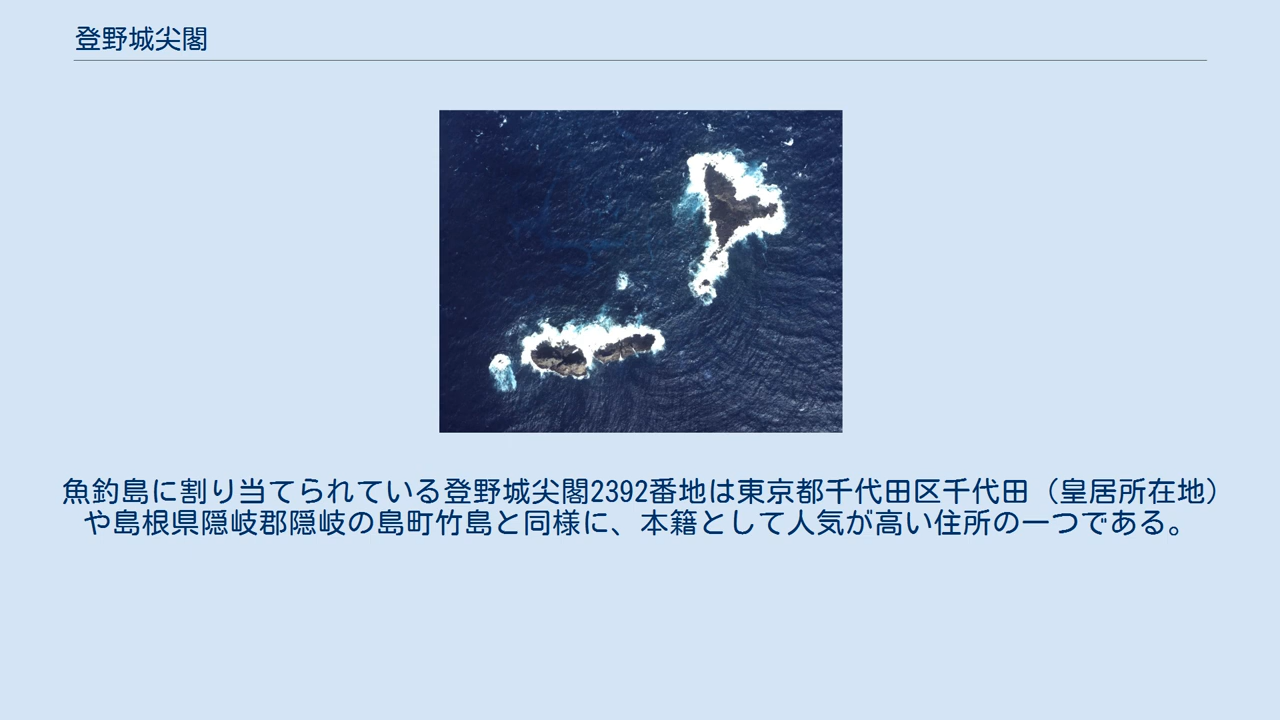 登野城尖閣
魚釣島に割り当てられている登野城尖閣2392番地は東京都千代田区千代田（皇居所在地）
や島根県隠岐郡隠岐の島町竹島と同様に、本籍として人気が高い住所の一つである。